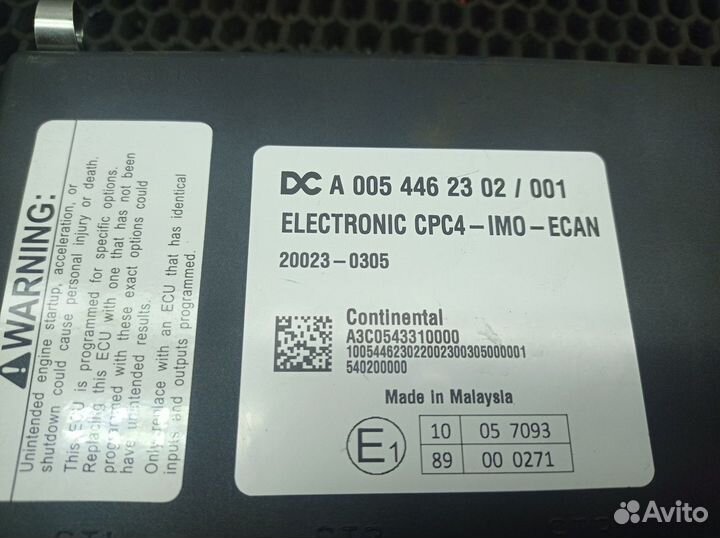 WARNING:
Unintended engine startup, acceleration, or
shutdown could cause personal injury or death.
This ECU is programmed for specific options.
Replacing this ECU with one that has not been
programmed with these exact options could
have unintended results.
Only replace with an ECU that has identical
inputs and outputs programmed.
DC A 005 446 23 02 / 001
ELECTRONIC CPC4-IMO-ECAN
20023-0305
Continental
A3C0543310000
10054462302200230030500​0001
540200000
Made in Malaysia
E1
10 05 7093
89 00 0271
Avito